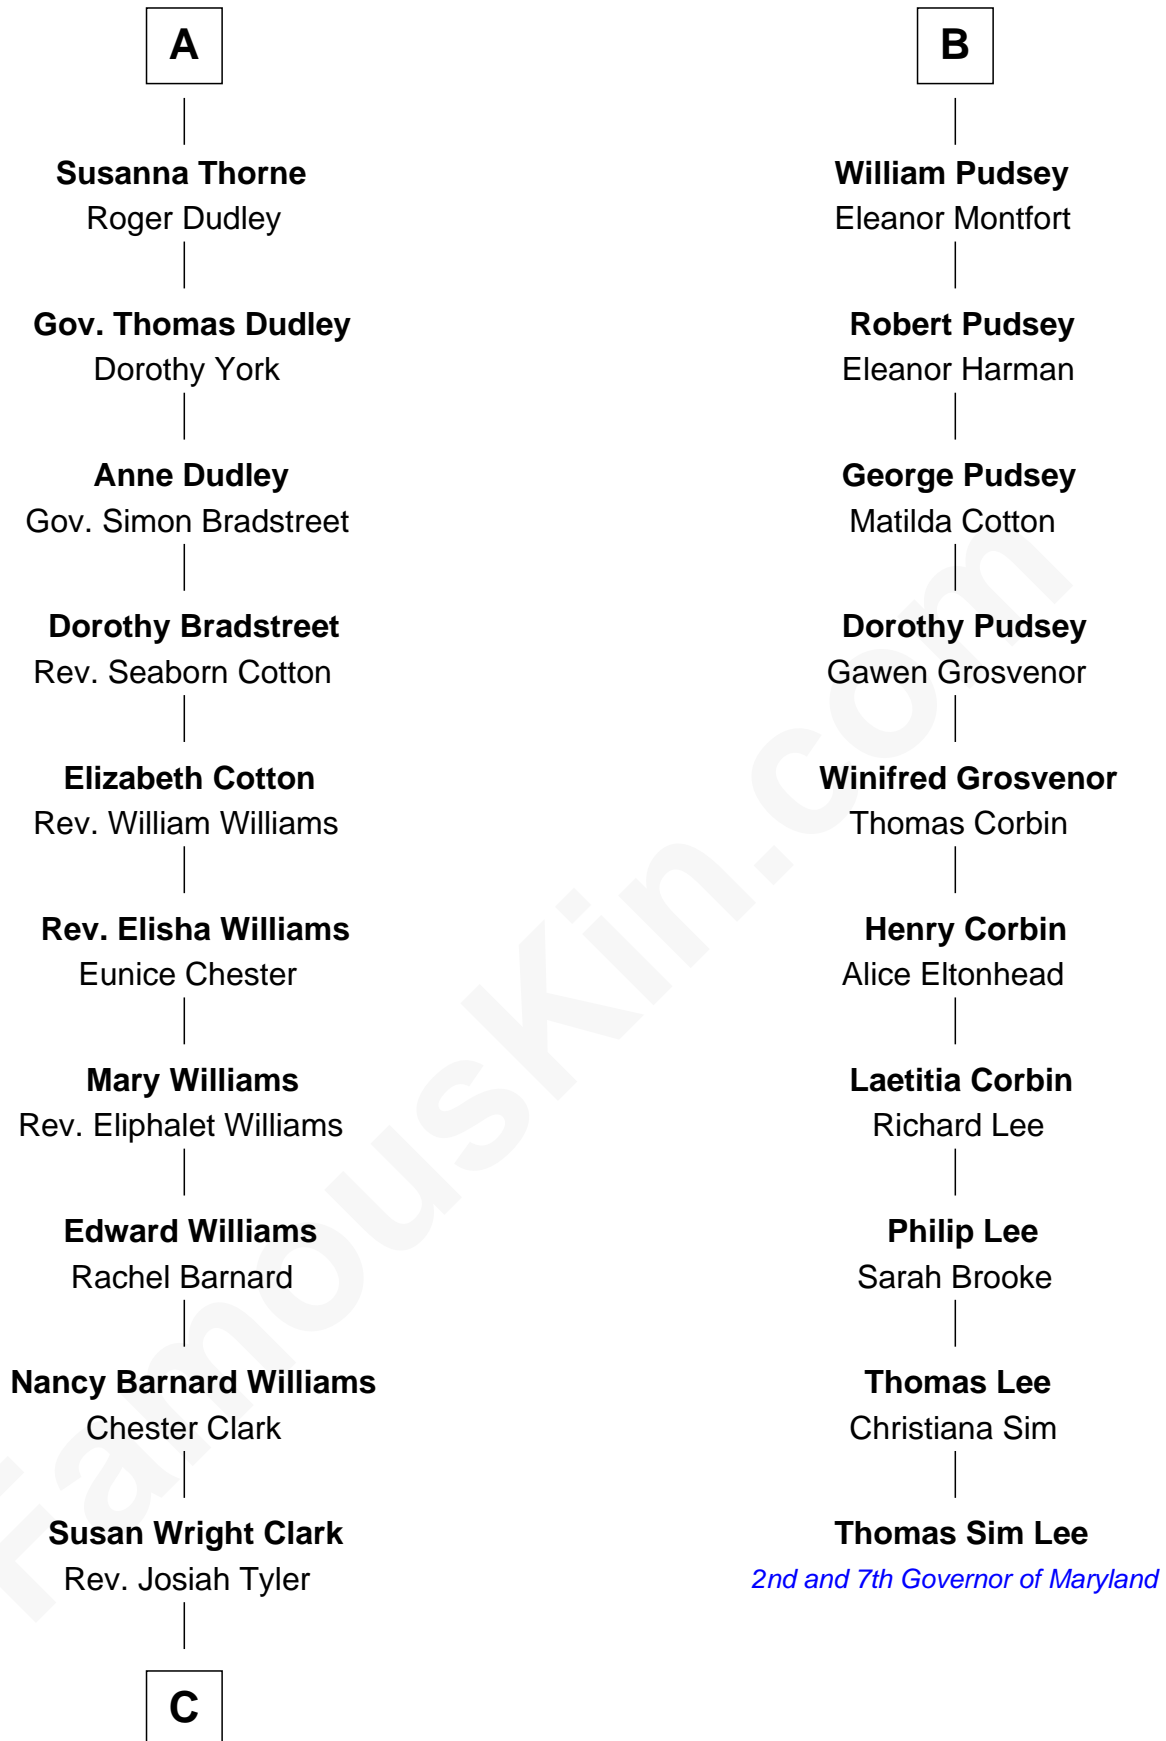 A
Susanna Thorne
Roger Dudley
Gov. Thomas Dudley
Dorothy York
Anne Dudley
Gov. Simon Bradstreet
Dorothy Bradstreet
Rev. Seaborn Cotton
Elizabeth Cotton
Rev. William Williams
Rev. Elisha Williams
Eunice Chester
Mary Williams
Rev. Eliphalet Williams
Edward Williams
Rachel Barnard
Nancy Barnard Williams
Chester Clark
Susan Wright Clark
Rev. Josiah Tyler
C
B
William Pudsey
Eleanor Montfort
Robert Pudsey
Eleanor Harman
George Pudsey
Matilda Cotton
Dorothy Pudsey
Gawen Grosvenor
Winifred Grosvenor
Thomas Corbin
Henry Corbin
Alice Eltonhead
Laetitia Corbin
Richard Lee
Philip Lee
Sarah Brooke
Thomas Lee
Christiana Sim
Thomas Sim Lee
2nd and 7th Governor of Maryland
FamousKin.com